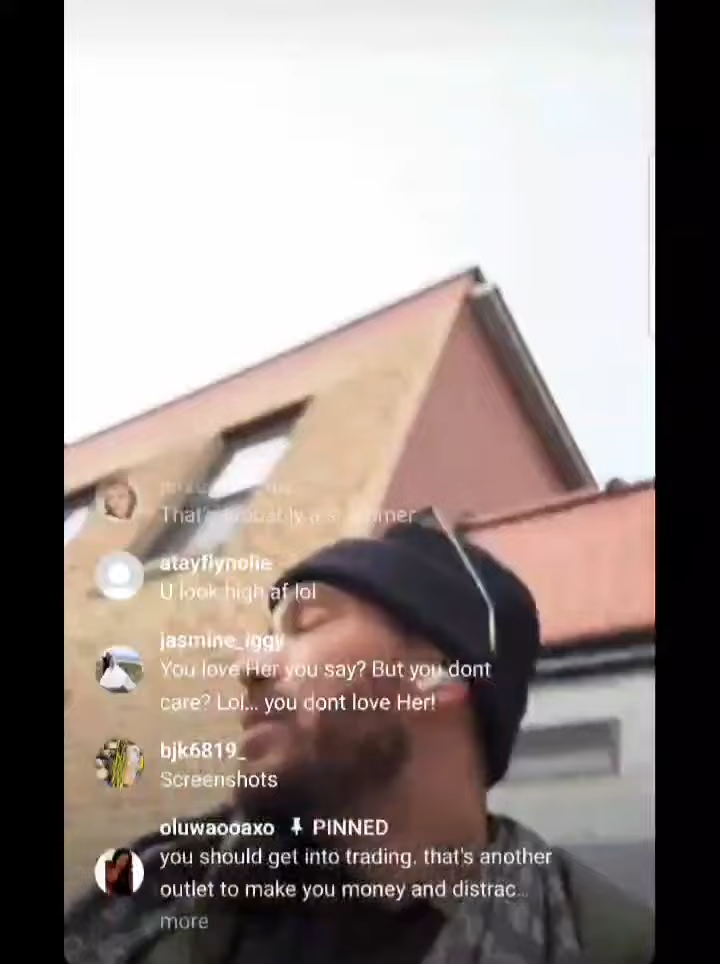 That's probably a scammer
atayflynolie
U look high af lol
jasmine_iggy
You love Her you say? But you dont
care? Lol... you dont love Her!
bjk6819_
Screenshots
oluwaooaxo PINNED
you should get into trading. that's another
outlet to make you money and distrac...
more